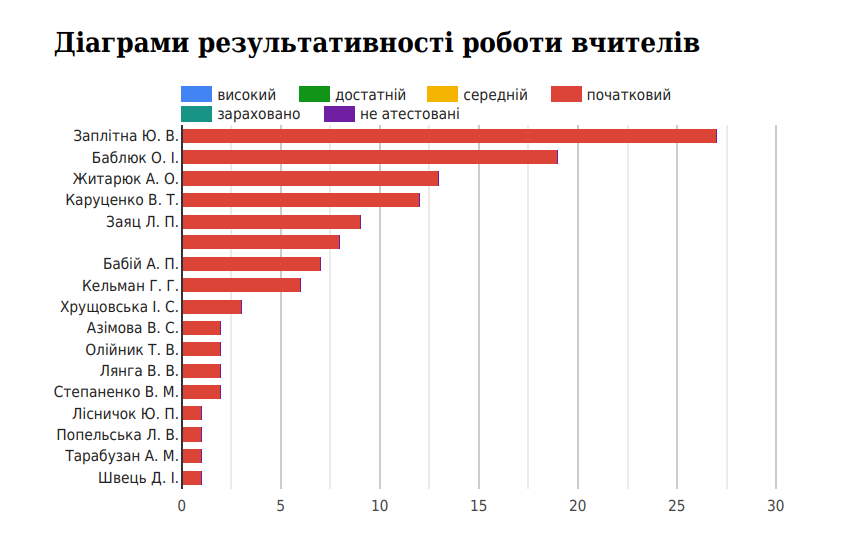 Діаграми результативності роботи вчителів
високий достатній середній початковий
зараховано не атестовані
Заплітна Ю. В.
Баблюк О. І.
Житарюк А. О.
Каруценко В. Т.
Заяц Л. П.
Бабій А. П.
Кельман Г. Г.
Хрущовська І. С.
Азімова В. С.
Олійник Т. В.
Лянга В. В.
Степаненко В. М.
Лісничок Ю. П.
Попельська Л. В.
Тарабузан А. М.
Швець Д. І.
0 5 10 15 20 25 30